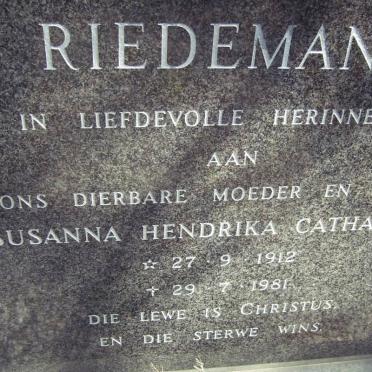 RIEDEMAN
IN LIEFDEVOLLE HERINNE
AAN
ONS DIERBARE MOEDER EN
SUSANNA HENDRIKA CATHA
☆ 27 · 9 · 1912
✝ 29 · 7 · 1981
DIE LEWE IS CHRISTUS,
EN DIE STERWE WINS.